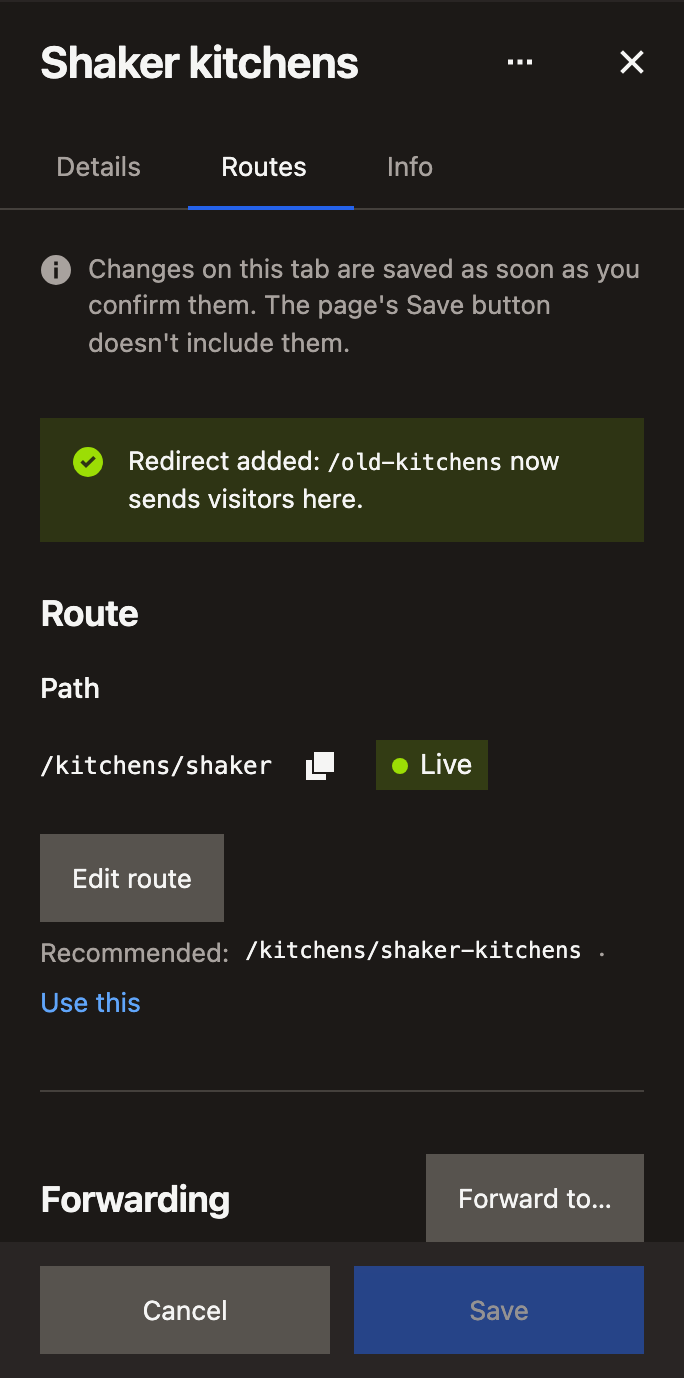 Shaker kitchens
Details Routes Info
Changes on this tab are saved as soon as you
confirm them. The page's Save button
doesn't include them.
Redirect added: /old-kitchens now
sends visitors here.
Route
Path
/kitchens/shaker Live
Edit route
Recommended: /kitchens/shaker-kitchens ·
Use this
Forwarding Forward to...
Cancel Save